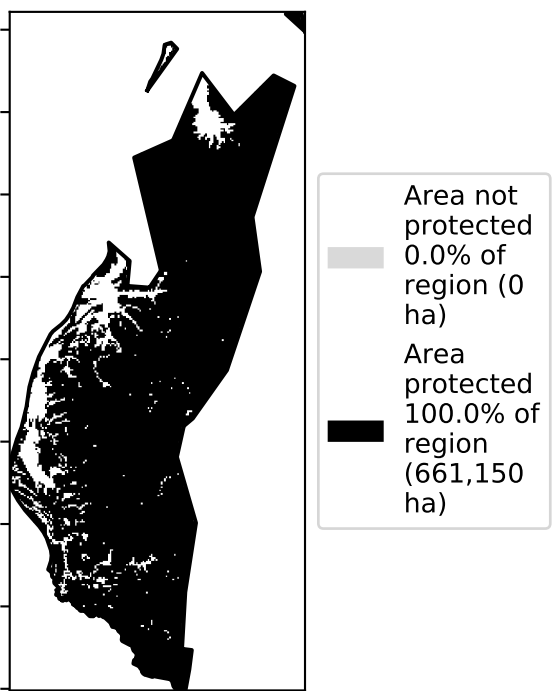 Area not
protected
0.0% of
region (0
ha)
Area
protected
100.0% of
region
(661,150
ha)